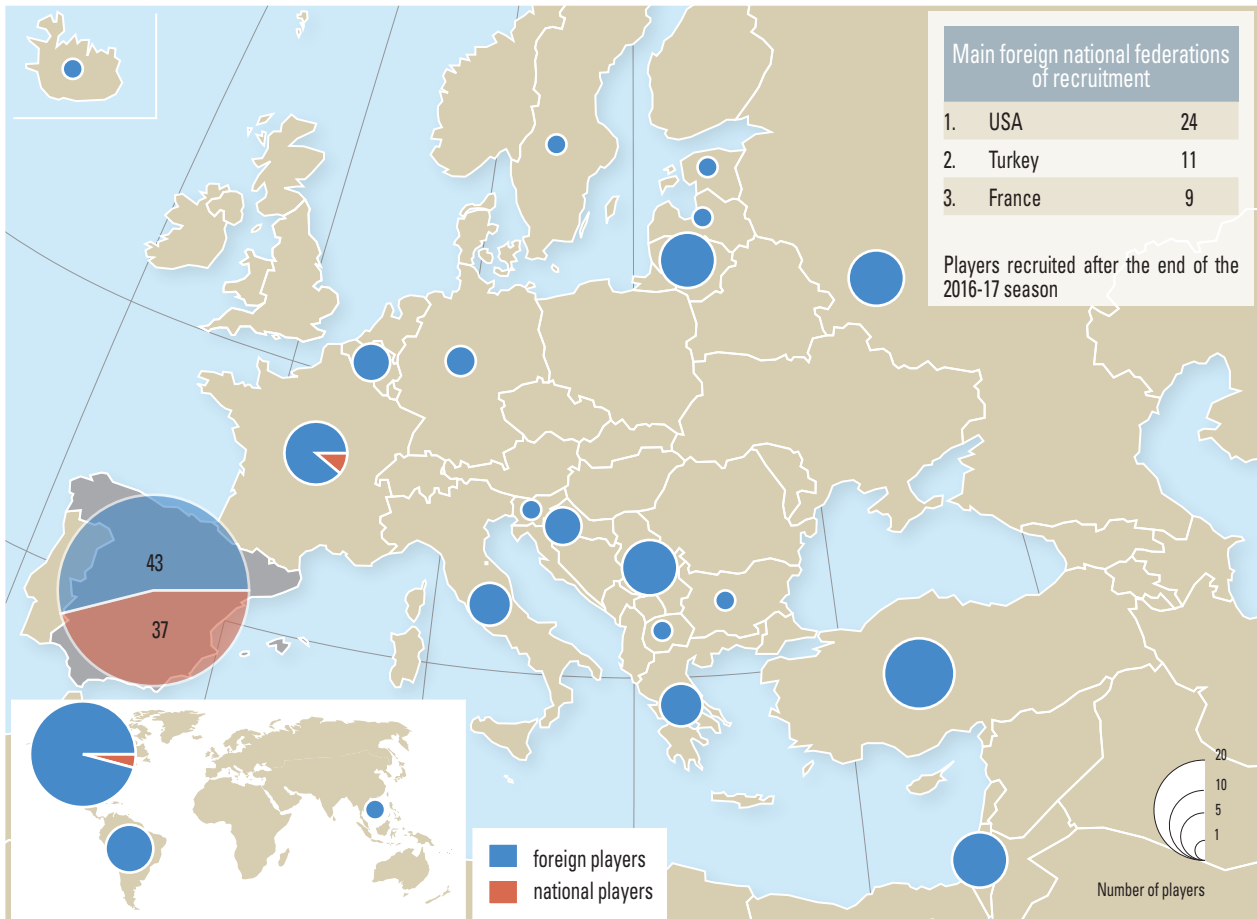 Main foreign national federations
of recruitment
1. USA 24
2. Turkey 11
3. France 9
Players recruited after the end of the
2016-17 season
43
37
20
10
5
1
Number of players
foreign players
national players